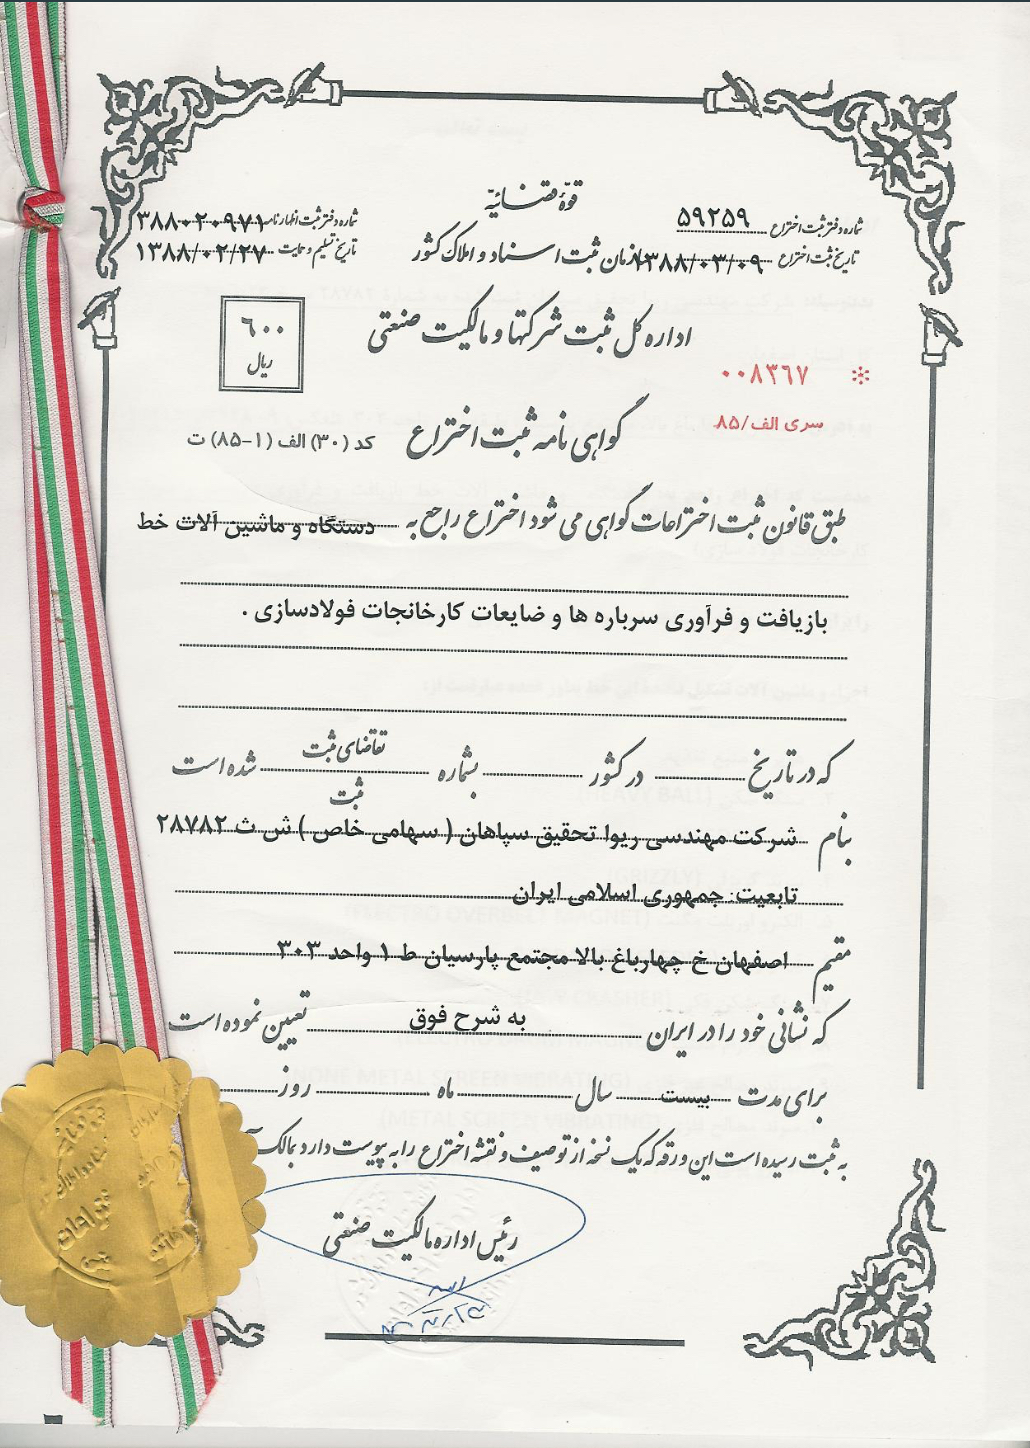 قوّهٔ قضائیّه
شماره دفتر ثبت اختراع ۵۹۲۵۹
شماره دفتر ثبت اظهارنامه ۳۸۸۰۲۰۹۷۱
تاریخ ثبت اختراع ۱۳۸۸/۰۳/۰۹
سازمان ثبت اسناد و املاک کشور
تاریخ تسلیم و حمایت ۱۳۸۸/۰۲/۲۷
اداره کل ثبت شرکتها و مالکیت صنعتی
۶۰۰
ریال
* ۰۰۸۳۶۷
سری الف/۸۵
گواهی نامه ثبت اختراع
کد (۳۰) الف (۱-۸۵) ت
طبق قانون ثبت اختراعات گواهی می شود اختراع راجع به دستگاه و ماشین آلات خط
بازیافت و فرآوری سرباره ها و ضایعات کارخانجات فولادسازی .
که در تاریخ در کشور بشماره تقاضای ثبت شده است
ثبت
بنام شرکت مهندسی ریوا تحقیق سپاهان ( سهامی خاص ) ش ث ۲۸۷۸۲
تابعیت: جمهوری اسلامی ایران
مقیم اصفهان خ چهارباغ بالا مجتمع پارسیان ط ۱ واحد ۳۰۳
که نشانی خود را در ایران به شرح فوق تعیین نموده است
برای مدت بیست سال ماه روز
به ثبت رسیده است این ورقه که یک نسخه از توصیف و نقشه اختراع را به پیوست دارد بمالک
رئیس اداره مالکیت صنعتی